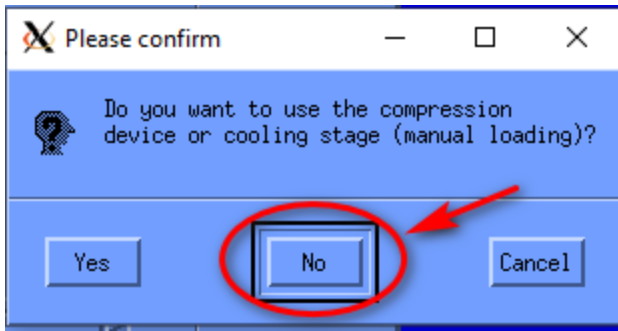 Please confirm
Do you want to use the compression
device or cooling stage (manual loading)?
Yes
No
Cancel